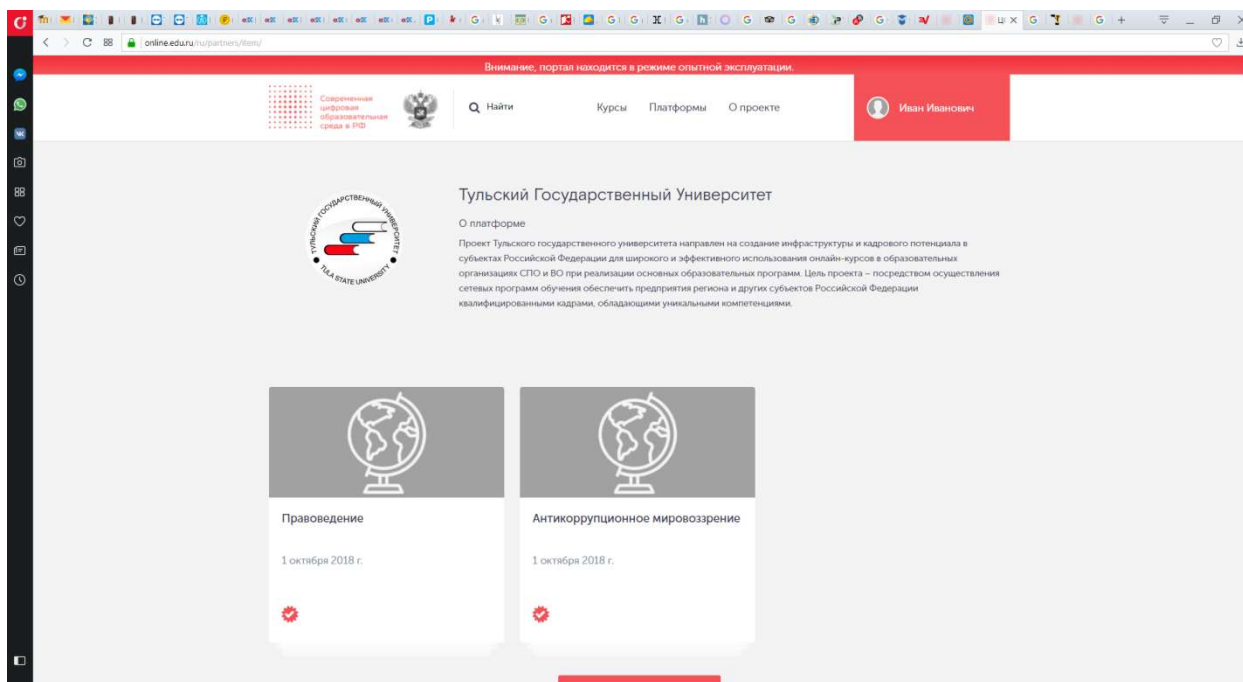 online.edu.ru/ru/partners/item/
Внимание, портал находится в режиме опытной эксплуатации.
Современная
цифровая
образовательная
среда в РФ
Найти
Курсы
Платформы
О проекте
Иван Иванович
ТУЛЬСКИЙ ГОСУДАРСТВЕННЫЙ УНИВЕРСИТЕТ
TULA STATE UNIVERSITY
Тульский Государственный Университет
О платформе
Проект Тульского государственного университета направлен на создание инфраструктуры и кадрового потенциала в
субъектах Российской Федерации для широкого и эффективного использования онлайн-курсов в образовательных
организациях СПО и ВО при реализации основных образовательных программ. Цель проекта – посредством осуществления
сетевых программ обучения обеспечить предприятия региона и других субъектов Российской Федерации
квалифицированными кадрами, обладающими уникальными компетенциями.
Правоведение
1 октября 2018 г.
Антикоррупционное мировоззрение
1 октября 2018 г.